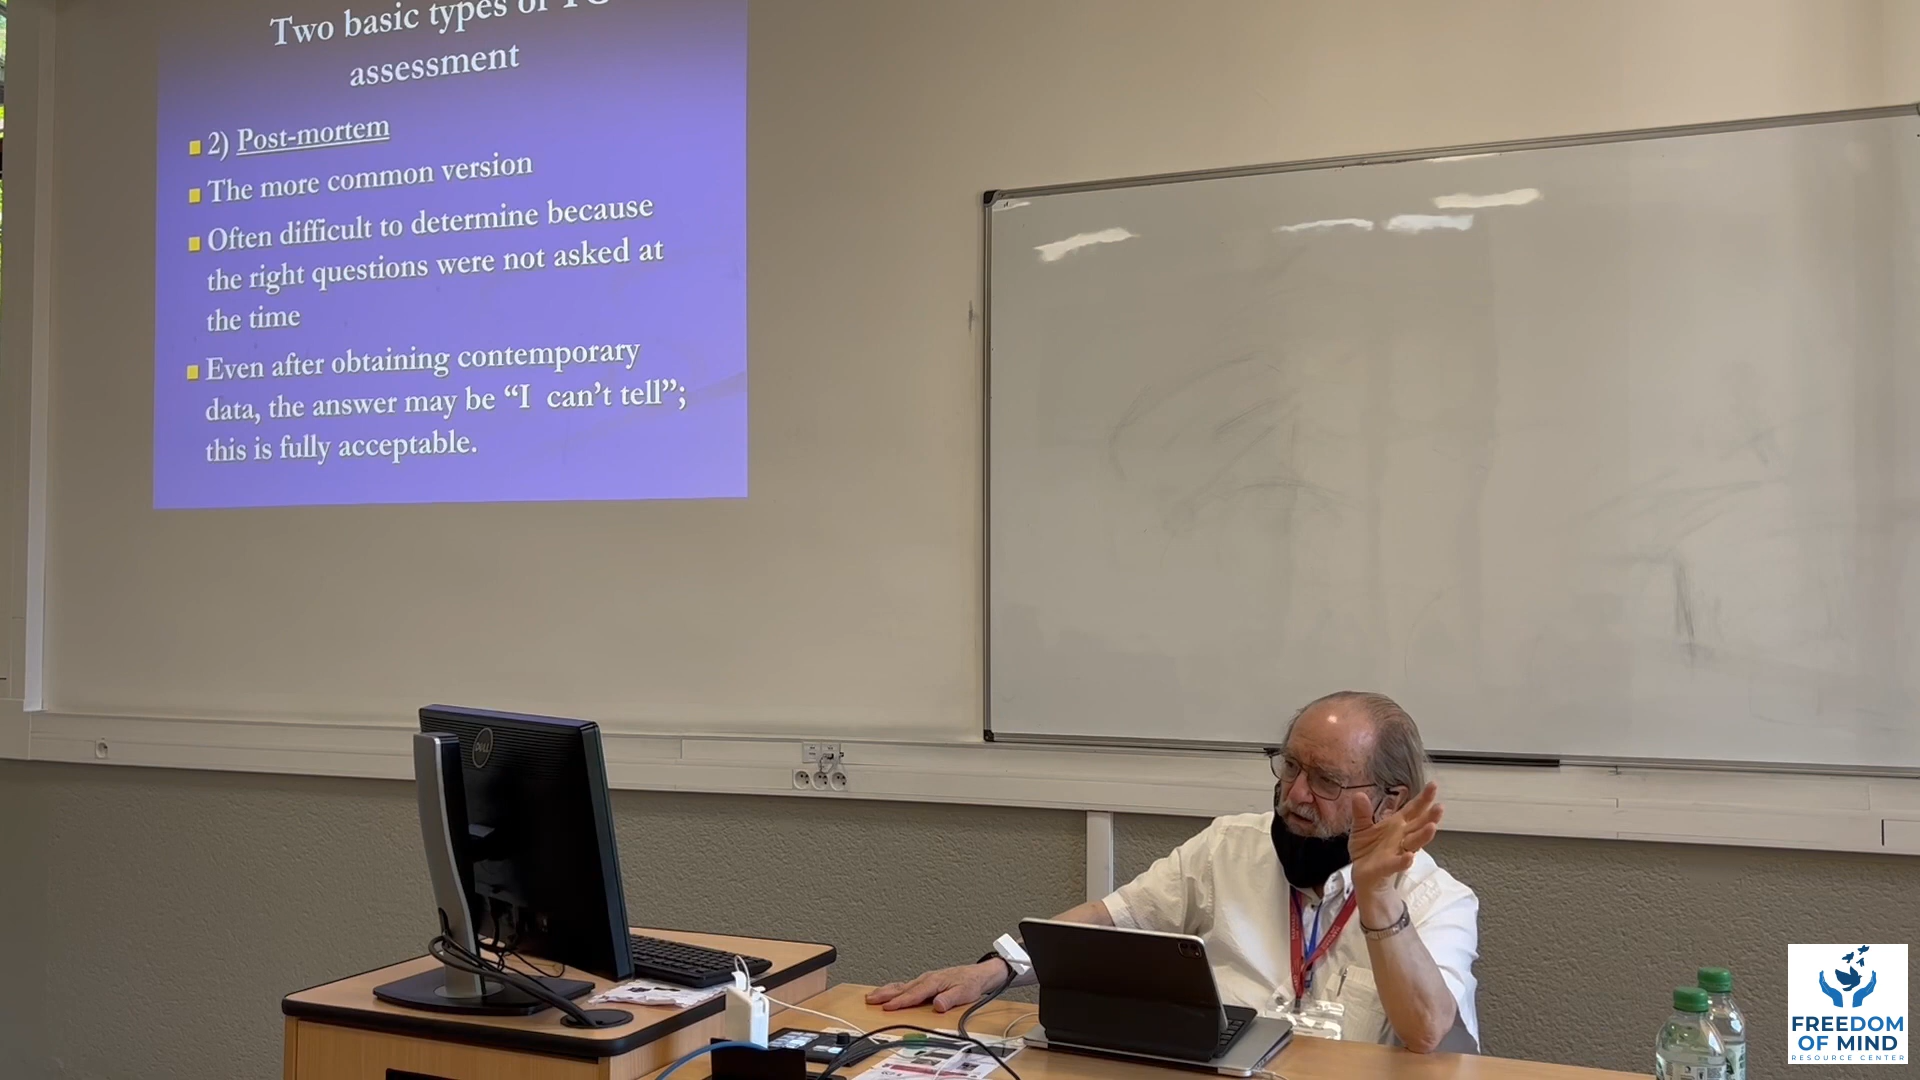 Two basic types of
assessment
2) Post-mortem
The more common version
Often difficult to determine because
the right questions were not asked at
the time
Even after obtaining contemporary
data, the answer may be “I can’t tell”;
this is fully acceptable.
DELL
FREEDOM
OF MIND
RESOURCE CENTER